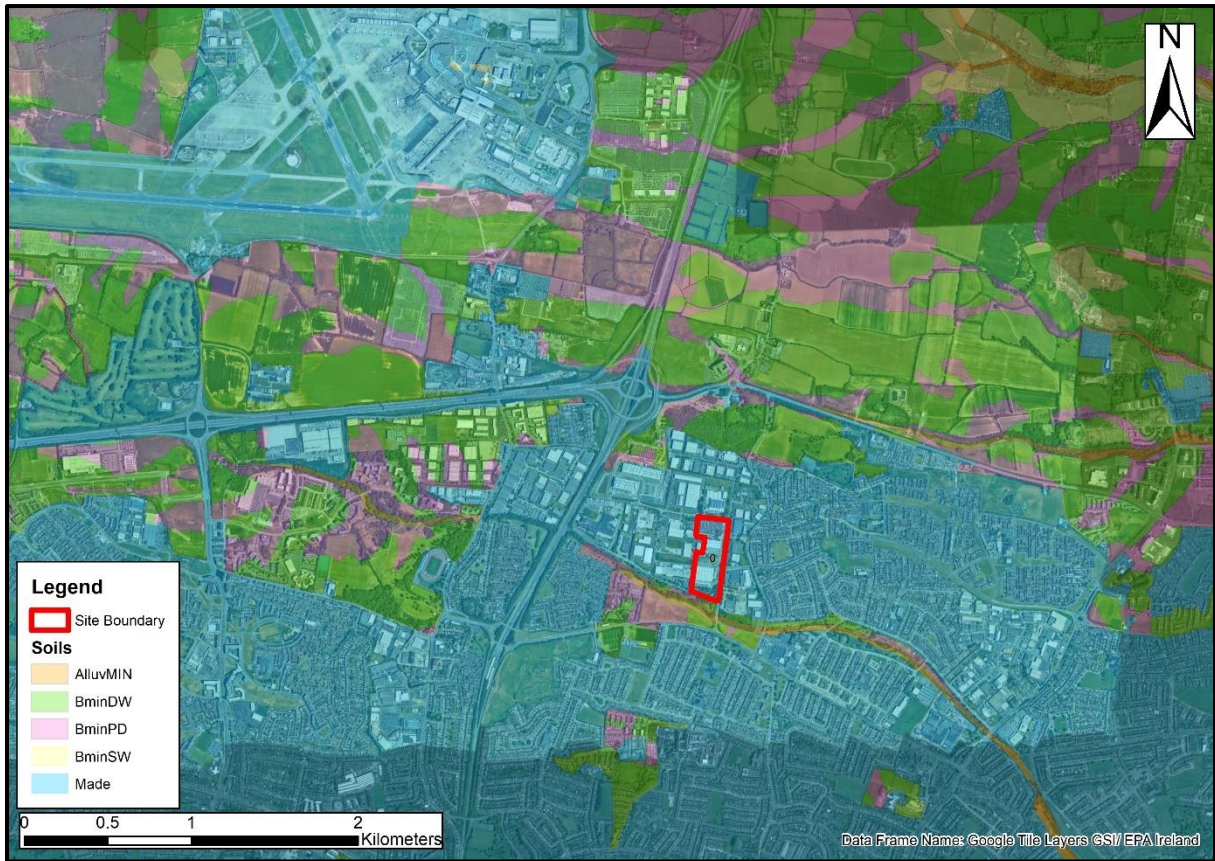 N
0
Legend
Site Boundary
Soils
AlluvMIN
BminDW
BminPD
BminSW
Made
0 0.5 1 2
Kilometers
Data Frame Name: Google Tile Layers GSI/ EPA Ireland